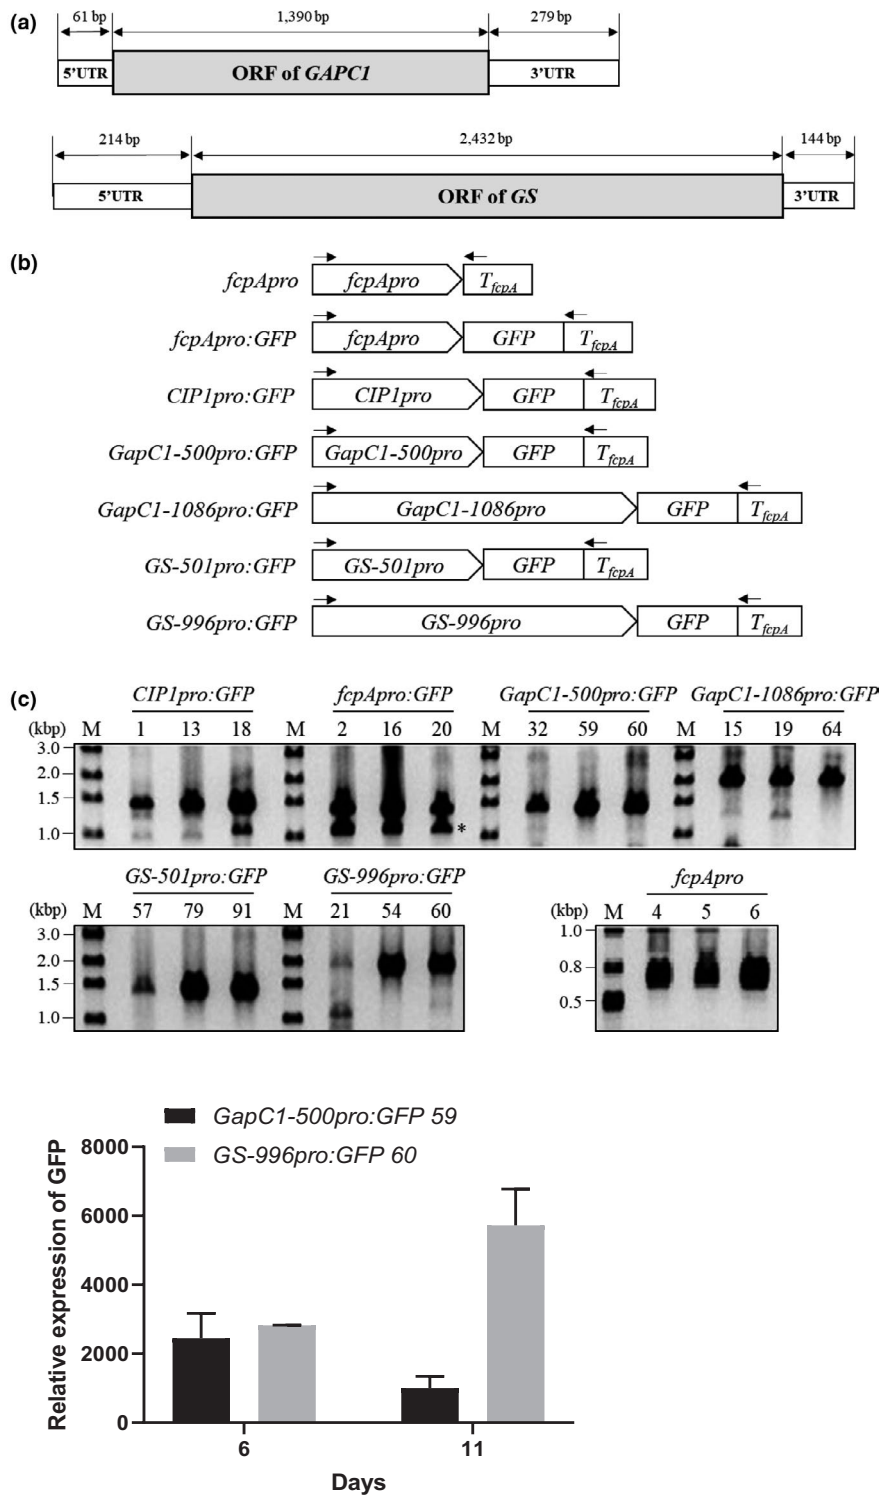 (a)
61 bp 1,390 bp 279 bp
5'UTR ORF of GAPC1 3'UTR
214 bp 2,432 bp 144 bp
5'UTR ORF of GS 3'UTR
(b)
fcpApro fcpApro TfcpA
fcpApro:GFP fcpApro GFP TfcpA
CIP1pro:GFP CIP1pro GFP TfcpA
GapC1-500pro:GFP GapC1-500pro GFP TfcpA
GapC1-1086pro:GFP GapC1-1086pro GFP TfcpA
GS-501pro:GFP GS-501pro GFP TfcpA
GS-996pro:GFP GS-996pro GFP TfcpA
(c)
CIP1pro:GFP fcpApro:GFP GapC1-500pro:GFP GapC1-1086pro:GFP
(kbp) M 1 13 18 M 2 16 20 M 32 59 60 M 15 19 64
3.0
2.0
1.5
1.0 *
GS-501pro:GFP GS-996pro:GFP fcpApro
(kbp) M 57 79 91 M 21 54 60 (kbp) M 4 5 6
3.0 1.0
2.0 0.8
1.5 0.5
1.0
GapC1-500pro:GFP 59
GS-996pro:GFP 60
Relative expression of GFP
8000
6000
4000
2000
0
6 11
Days